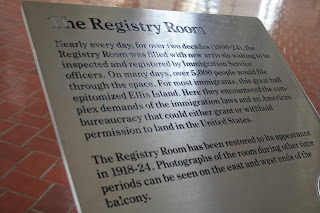 The Registry Room
Nearly every day, for over two decades (1900-24), the
Registry Room was filled with new arrivals waiting to be
inspected and registered by Immigration Service
officers. On many days, over 5,000 people would file
through the space. For most immigrants, this great hall
epitomized Ellis Island. Here they encountered the com-
plex demands of the immigration laws and an American
bureaucracy that could either grant or withhold
permission to land in the United States.
The Registry Room has been restored to its appearance
in 1918-24. Photographs of the room during other time
periods can be seen on the east and west ends of the
balcony.